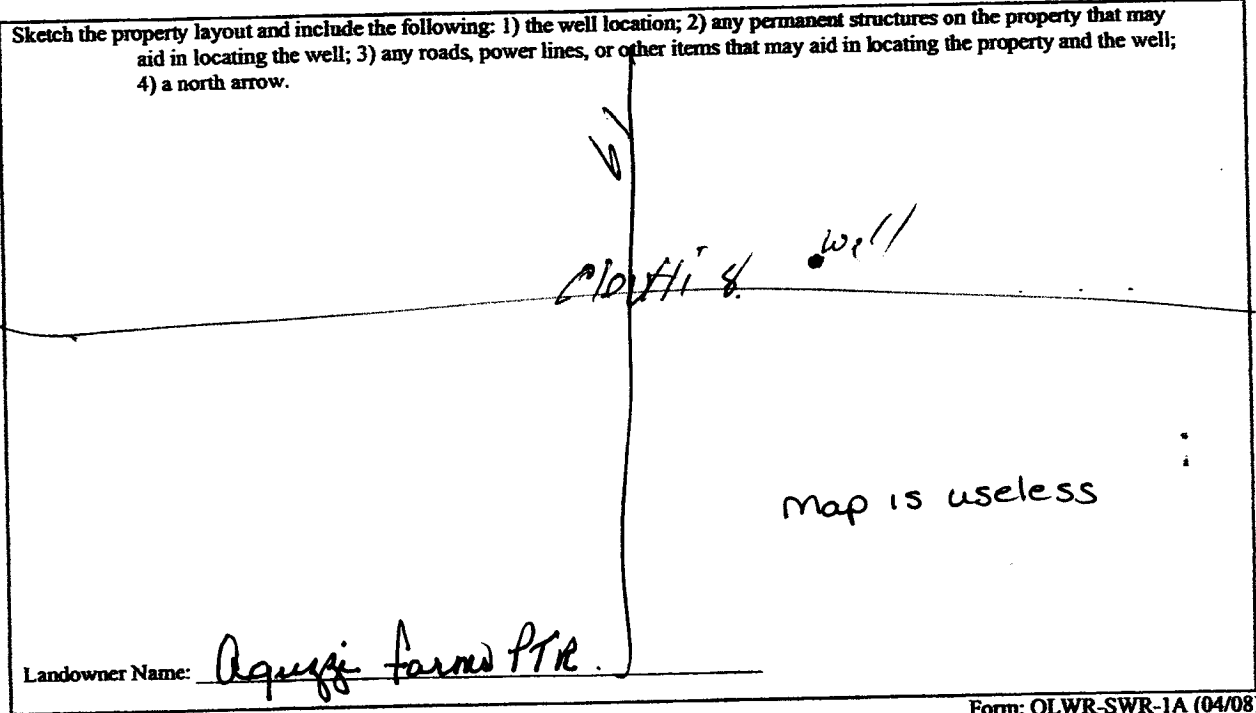 Sketch the property layout and include the following: 1) the well location; 2) any permanent structures on the property that may
aid in locating the well; 3) any roads, power lines, or other items that may aid in locating the property and the well;
4) a north arrow.
well
map is useless
Landowner Name: Aguzzi Farms PTR.
Form: OLWR-SWR-1A (04/08